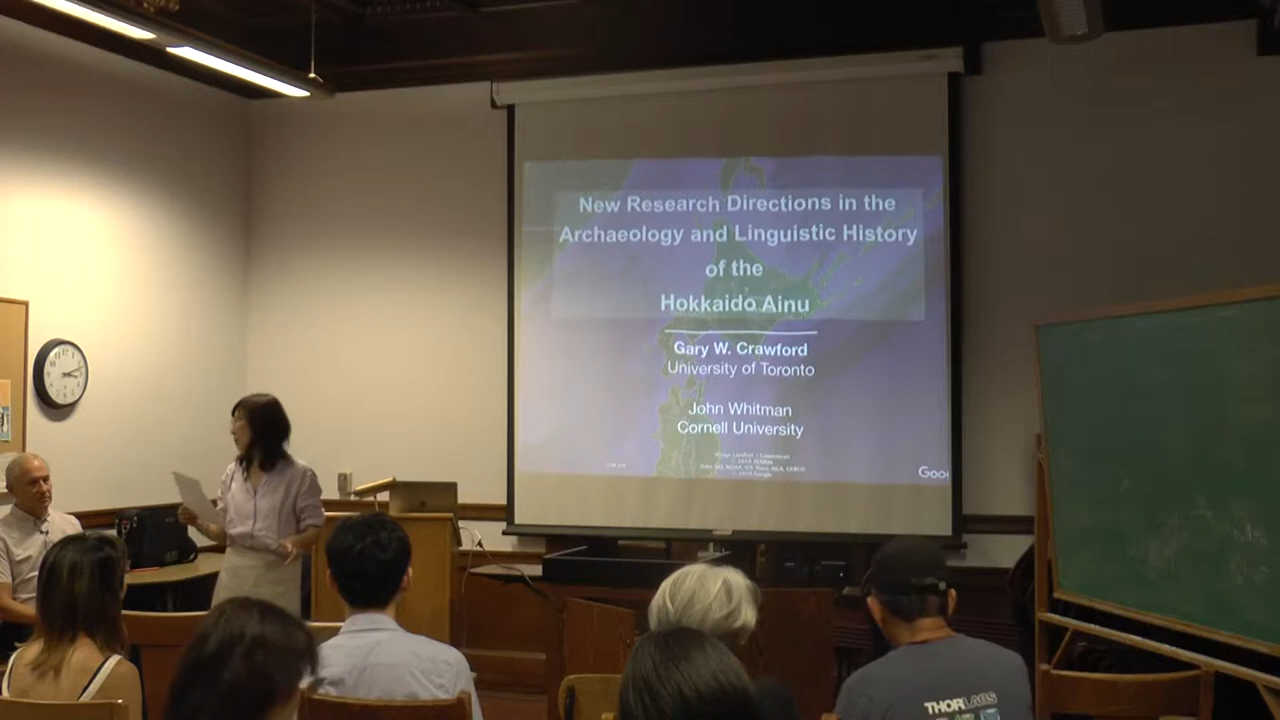 New Research Directions in the
Archaeology and Linguistic History
of the
Hokkaido Ainu
Gary W. Crawford
University of Toronto
John Whitman
Cornell University
Goo
THORLABS